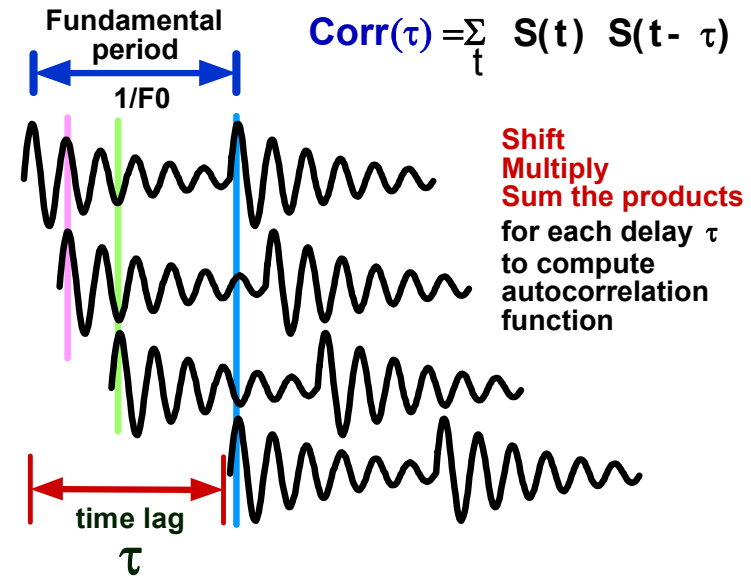 Fundamental
period
1/F0
Corr(τ) =Σ S(t) S(t- τ)
t
Shift
Multiply
Sum the products
for each delay τ
to compute
autocorrelation
function
time lag
τ